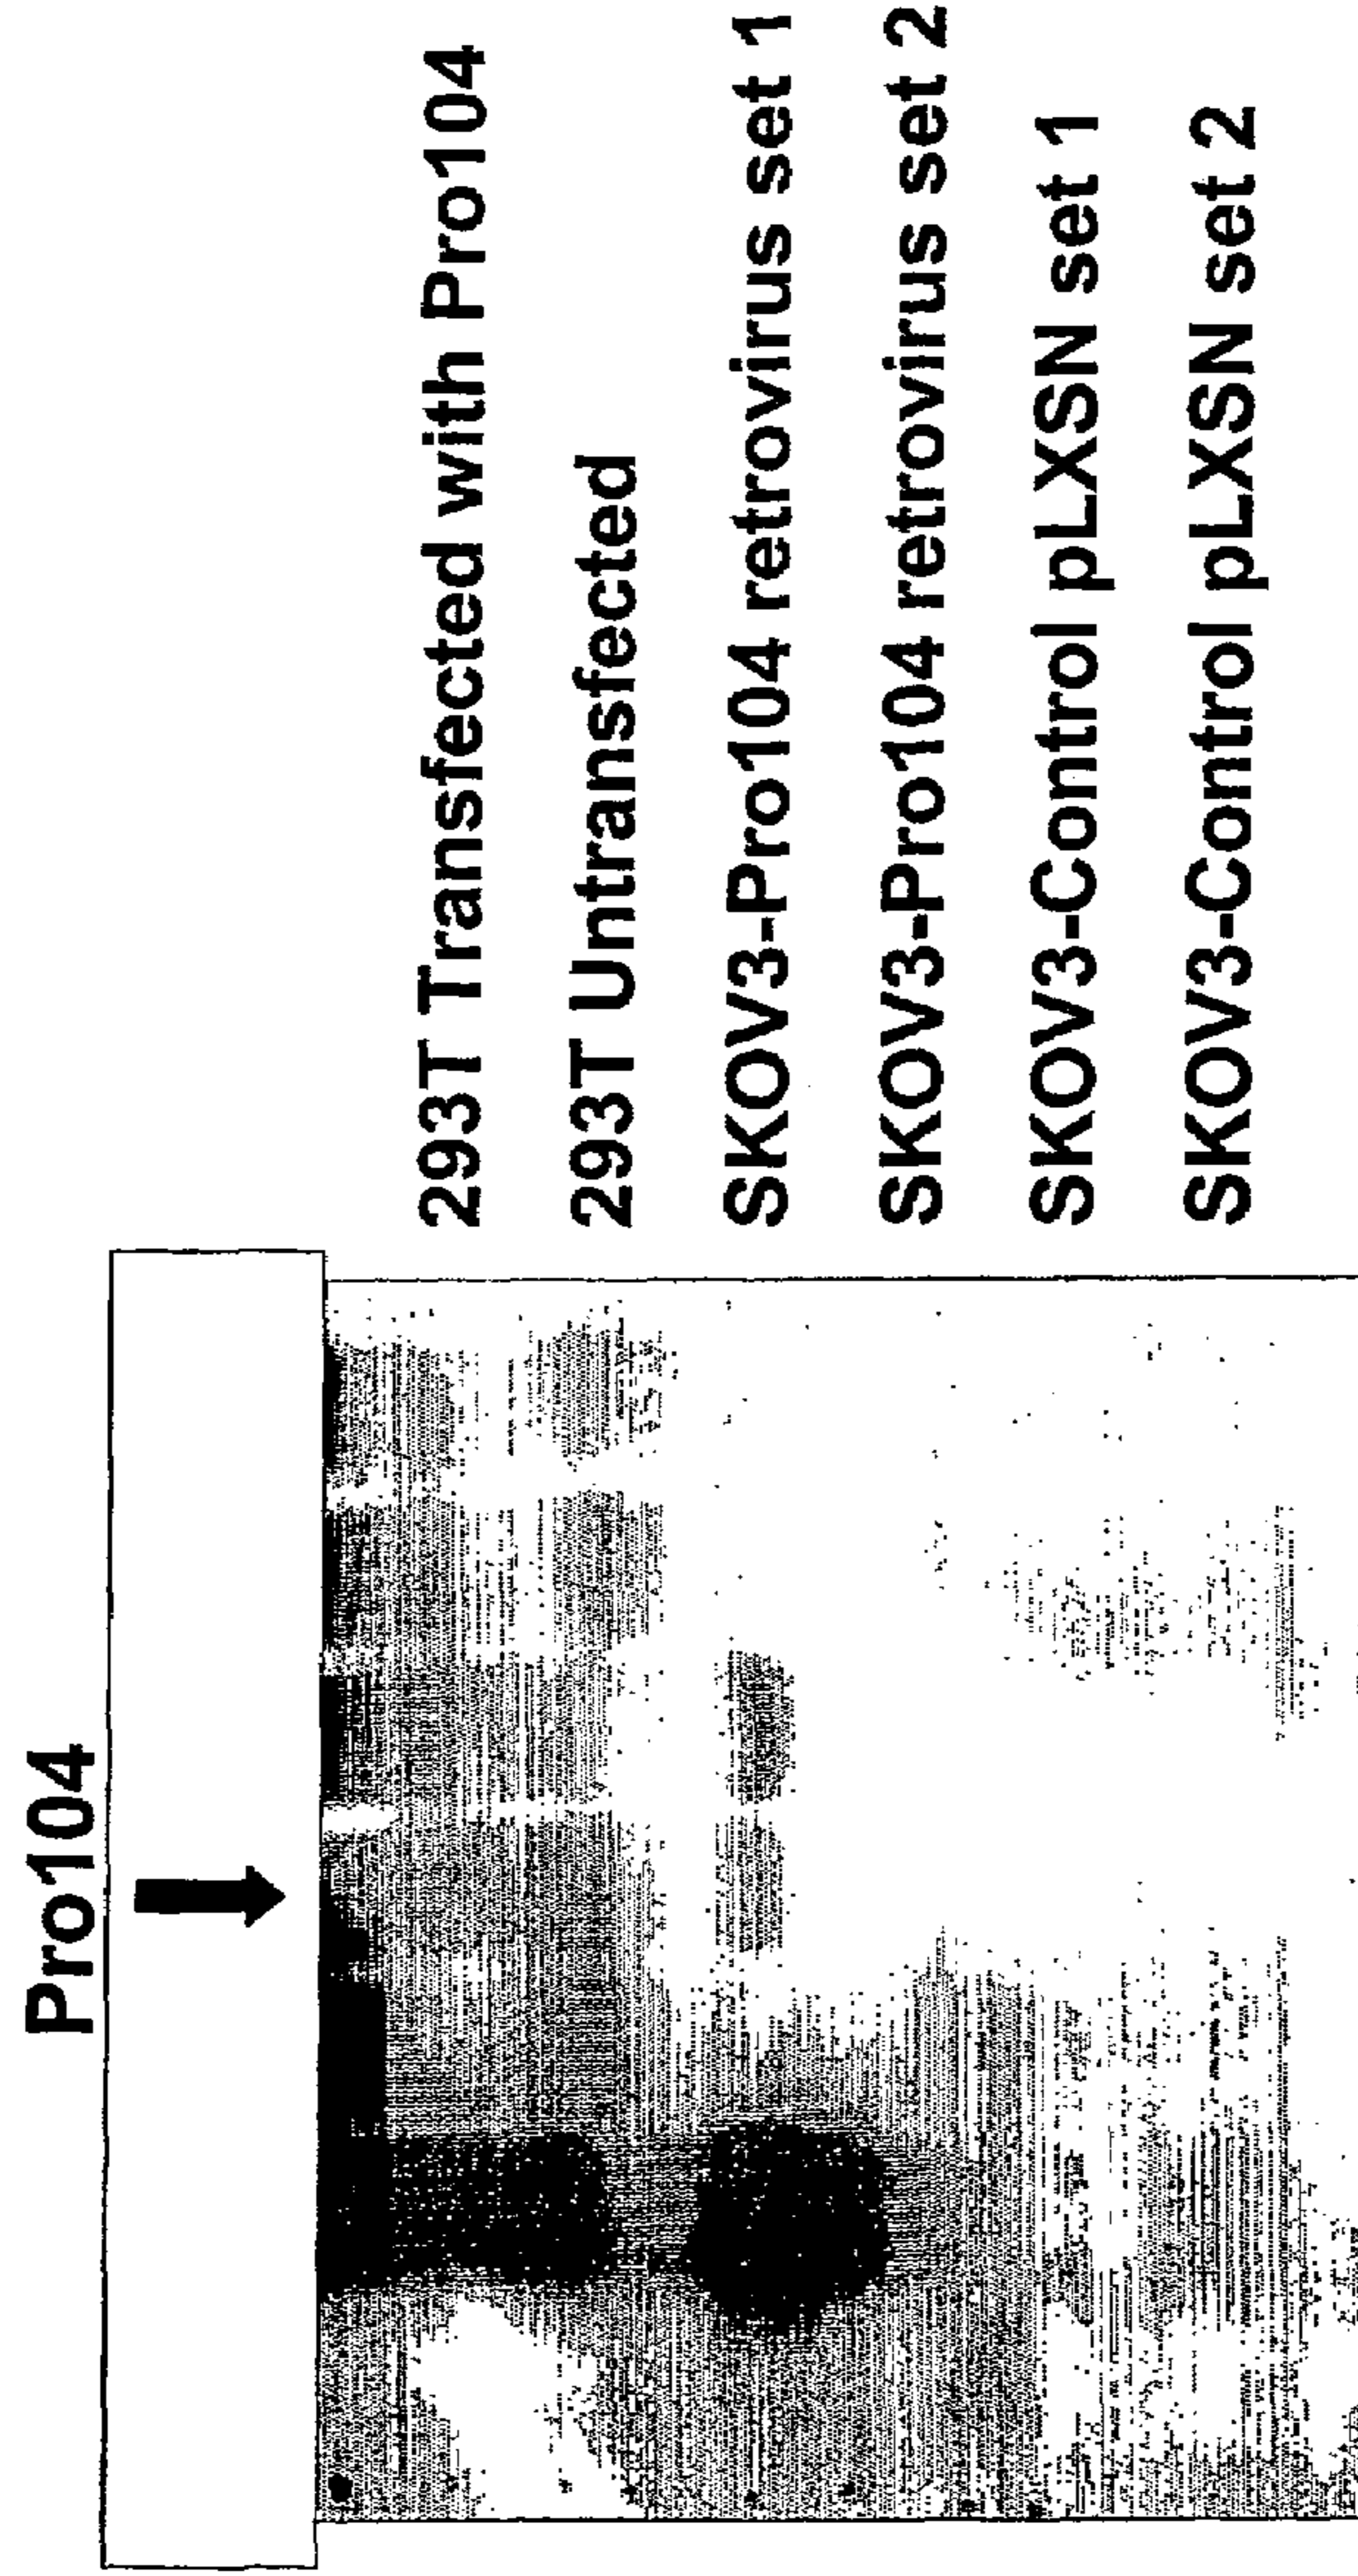 Pro104
293T Transfected with Pro104
293T Untransfected
SKOV3-Pro104 retrovirus set 1
SKOV3-Pro104 retrovirus set 2
SKOV3-Control pLXSN set 1
SKOV3-Control pLXSN set 2